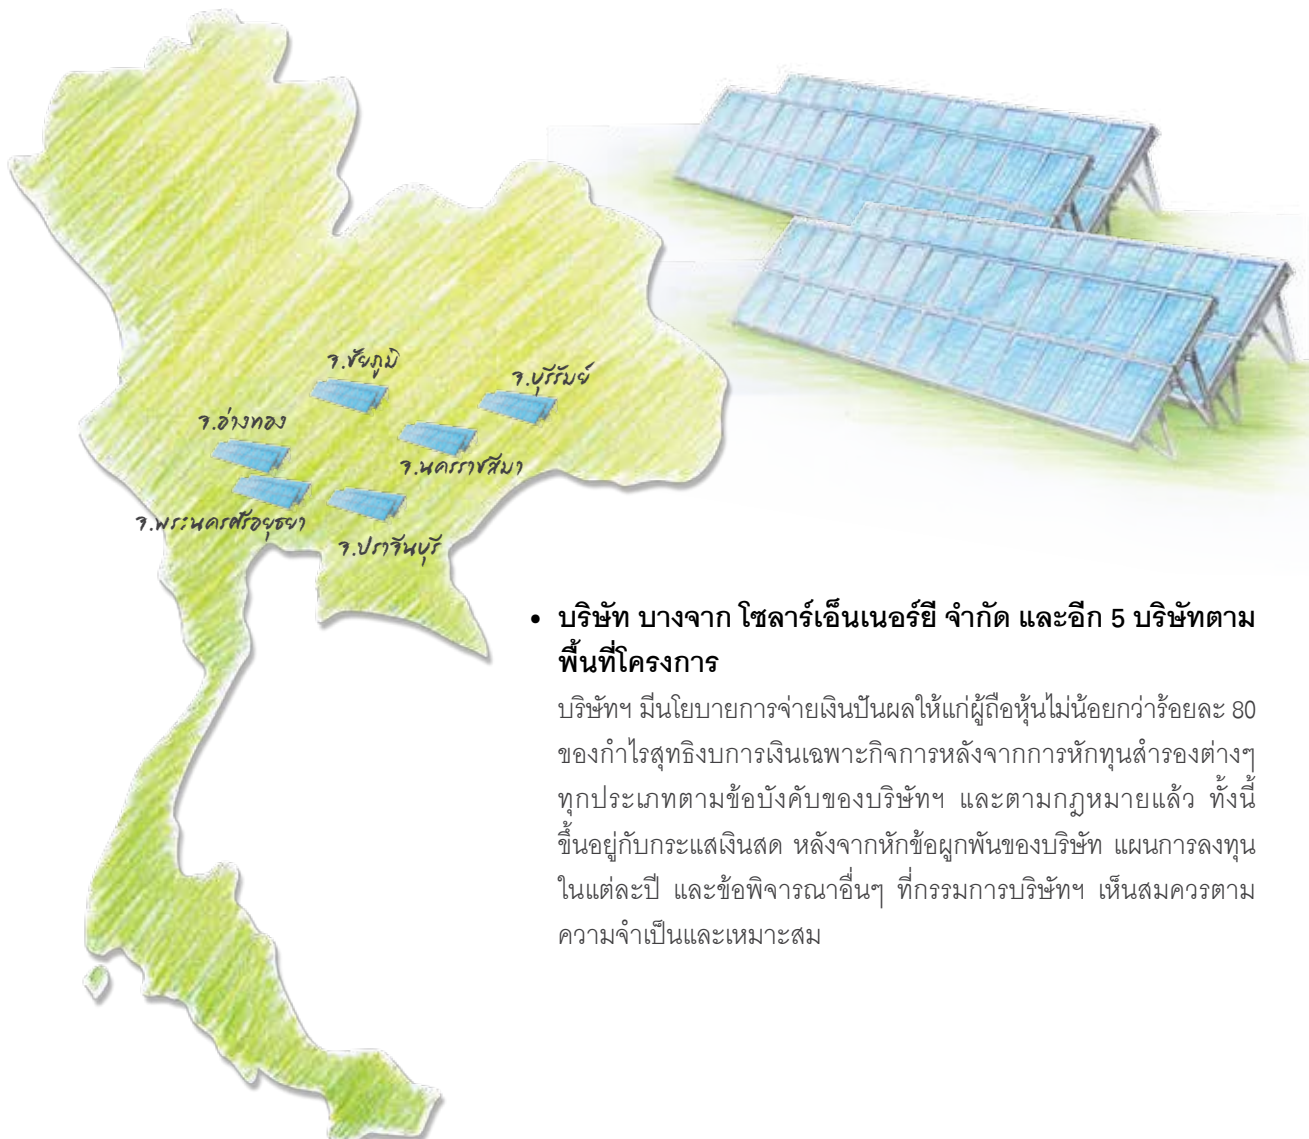 จ.ชัยภูมิ
จ.บุรีรัมย์
จ.อ่างทอง
จ.นครราชสีมา
จ.พระนครศรีอยุธยา
จ.ปราจีนบุรี
• บริษัท บางจาก โซลาร์เอ็นเนอร์ยี จำกัด และอีก 5 บริษัทตาม
พื้นที่โครงการ
บริษัทฯ มีนโยบายการจ่ายเงินปันผลให้แก่ผู้ถือหุ้นไม่น้อยกว่าร้อยละ 80
ของกำไรสุทธิงบการเงินเฉพาะกิจการหลังจากการหักทุนสำรองต่างๆ
ทุกประเภทตามข้อบังคับของบริษัทฯ และตามกฎหมายแล้ว ทั้งนี้
ขึ้นอยู่กับกระแสเงินสด หลังจากหักข้อผูกพันของบริษัท แผนการลงทุน
ในแต่ละปี และข้อพิจารณาอื่นๆ ที่กรรมการบริษัทฯ เห็นสมควรตาม
ความจำเป็นและเหมาะสม